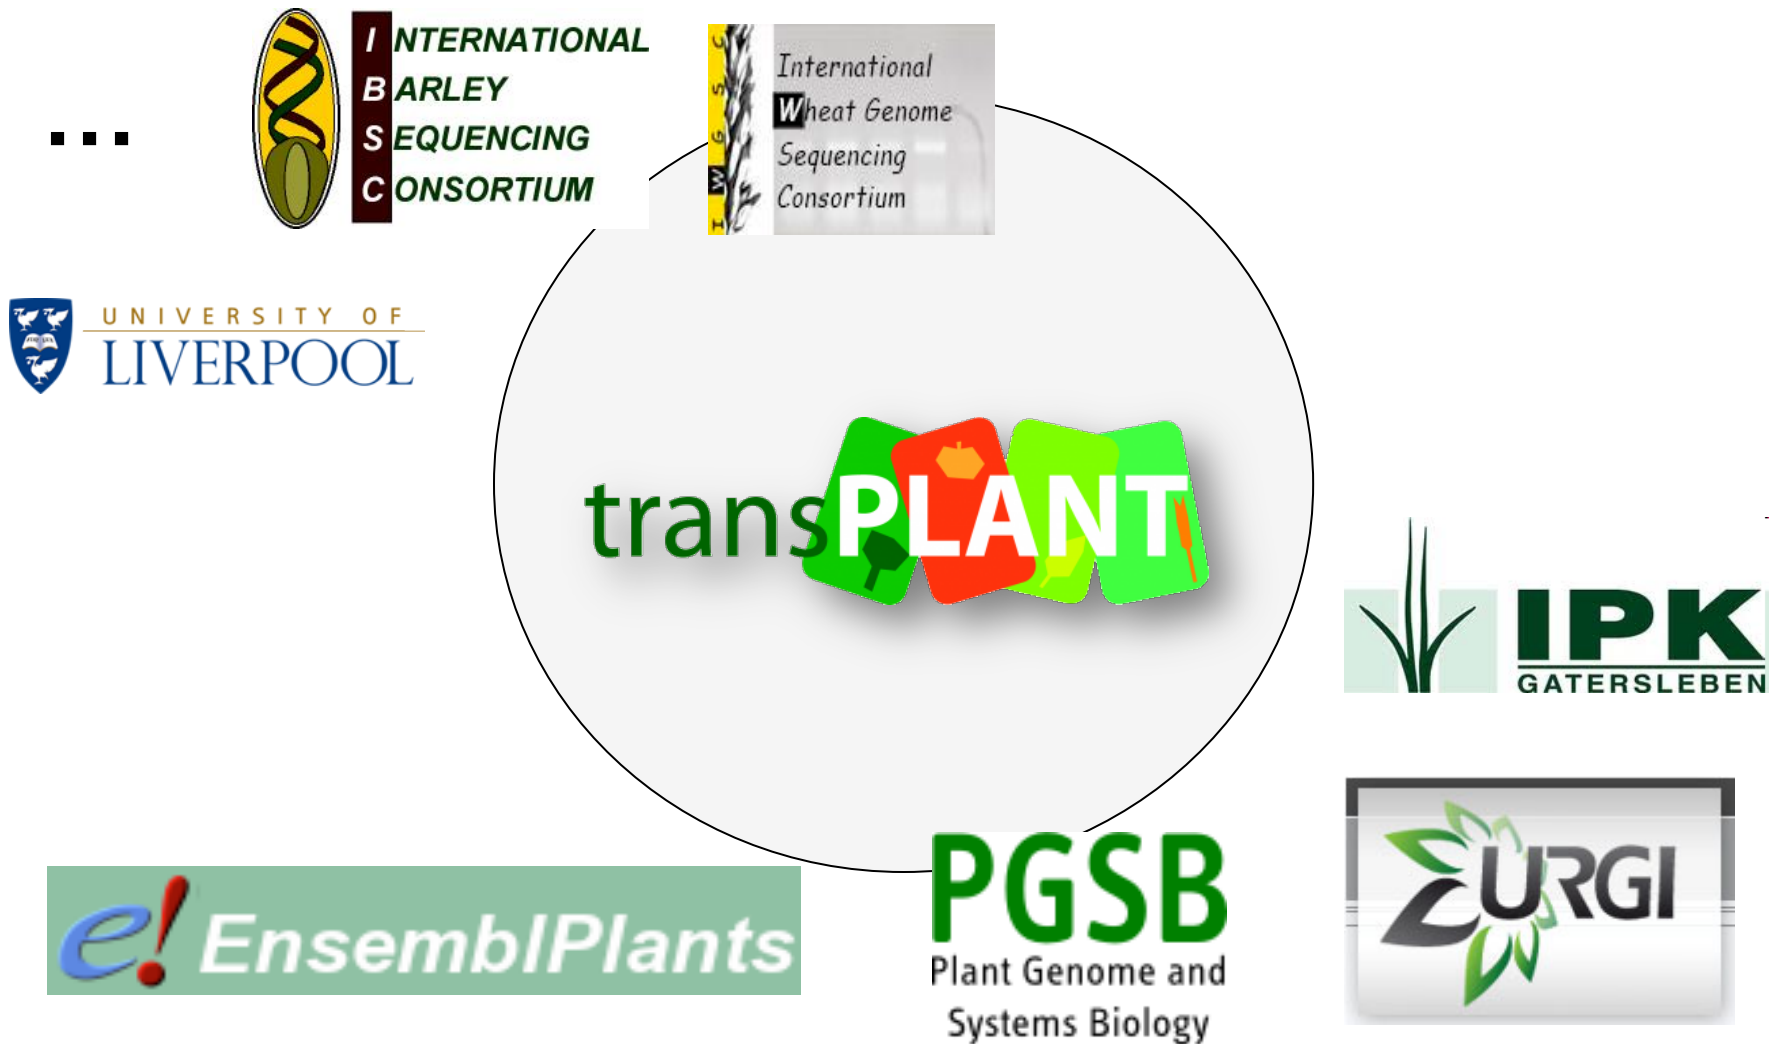 ...
INTERNATIONAL
BARLEY
SEQUENCING
CONSORTIUM
IWGSC
International
Wheat Genome
Sequencing
Consortium
UNIVERSITY OF
LIVERPOOL
transPLANT
IPK
GATERSLEBEN
URGI
e! EnsemblPlants
PGSB
Plant Genome and
Systems Biology